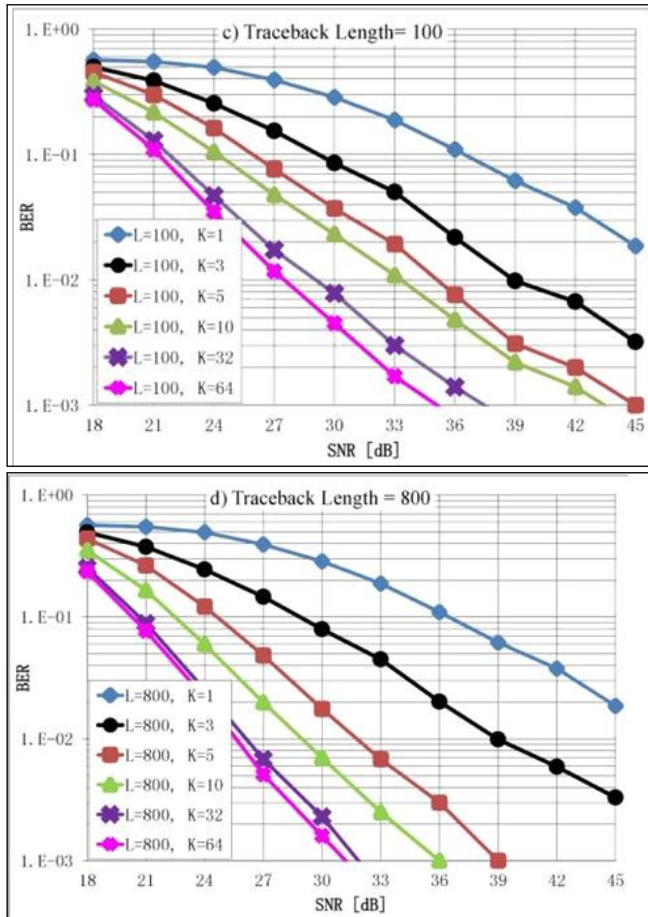 c) Traceback Length= 100
1.E+00
1.E-01
1.E-02
1.E-03
BER
L=100, K=1
L=100, K=3
L=100, K=5
L=100, K=10
L=100, K=32
L=100, K=64
18 21 24 27 30 33 36 39 42 45
SNR [dB]
d) Traceback Length = 800
1.E+00
1.E-01
1.E-02
1.E-03
BER
L=800, K=1
L=800, K=3
L=800, K=5
L=800, K=10
L=800, K=32
L=800, K=64
18 21 24 27 30 33 36 39 42 45
SNR [dB]